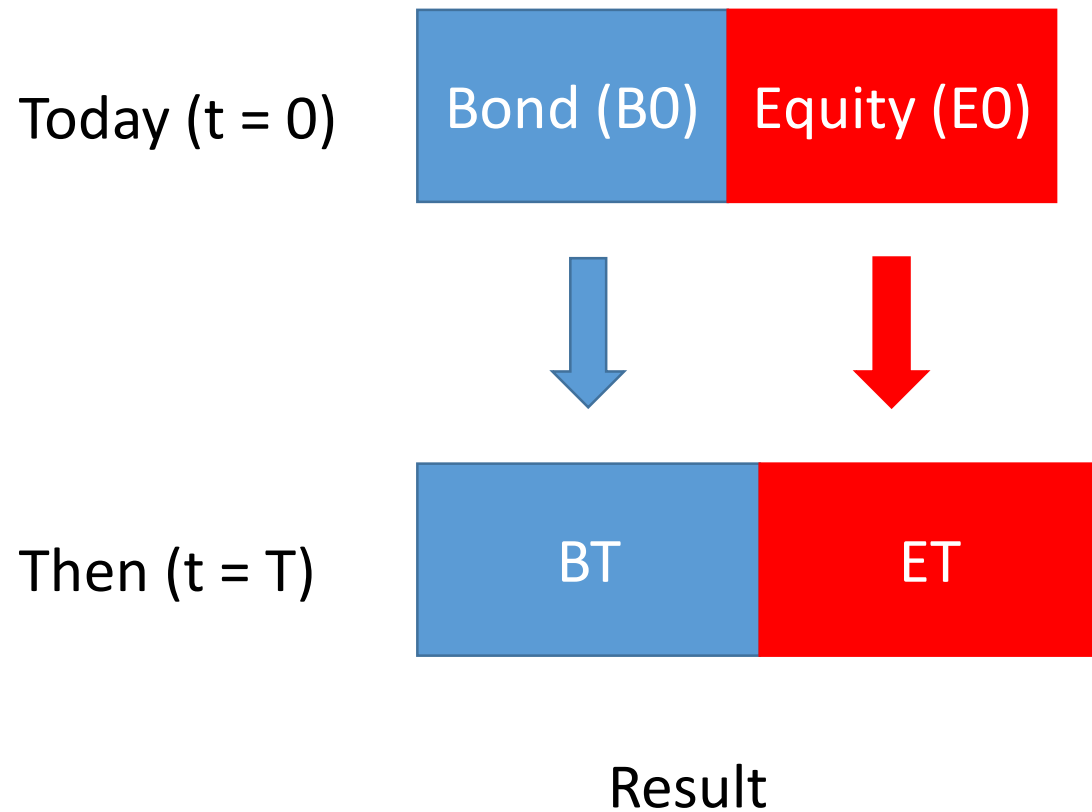 Today (t = 0)
Bond (B0)
Equity (E0)
Then (t = T)
BT
ET
Result